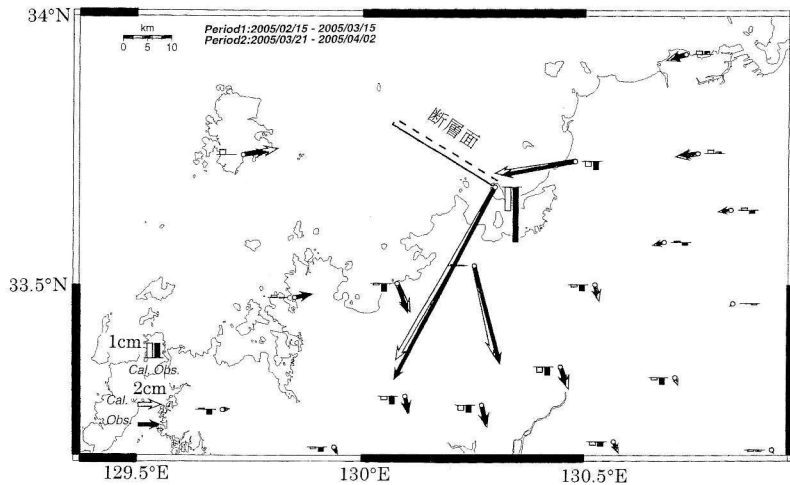 34°N
km
0 5 10
Period1:2005/02/15 - 2005/03/15
Period2:2005/03/21 - 2005/04/02
断層面
33.5°N
1cm
Cal. Obs.
2cm
Cal.
Obs.
129.5°E
130°E
130.5°E